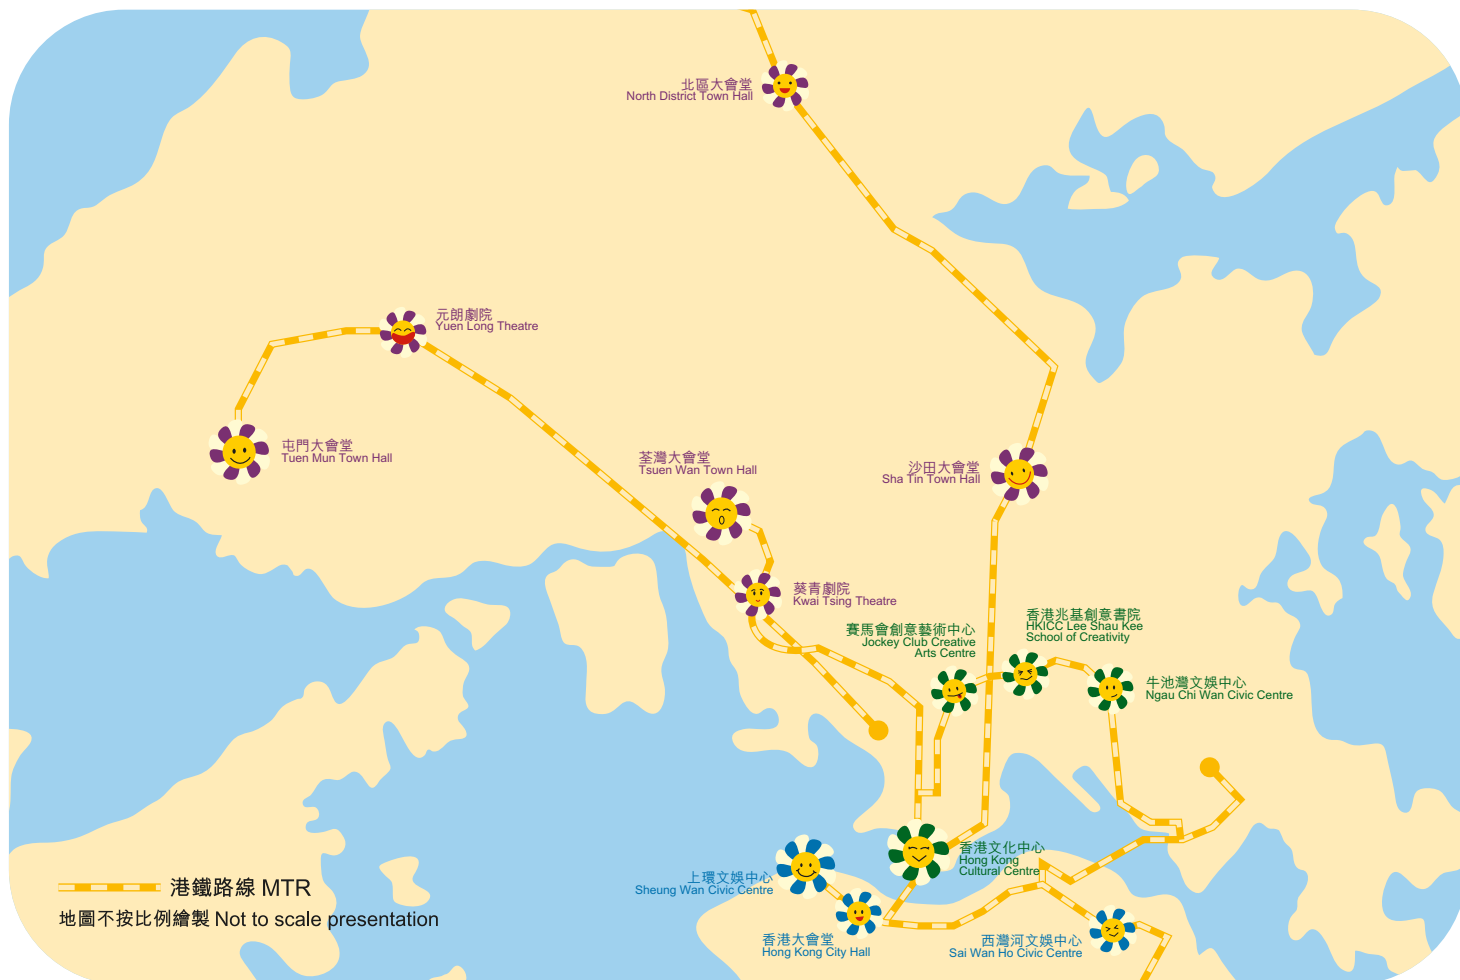 北區大會堂
North District Town Hall
元朗劇院
Yuen Long Theatre
屯門大會堂
Tuen Mun Town Hall
荃灣大會堂
Tsuen Wan Town Hall
沙田大會堂
Sha Tin Town Hall
葵青劇院
Kwai Tsing Theatre
賽馬會創意藝術中心
Jockey Club Creative
Arts Centre
香港兆基創意書院
HKICC Lee Shau Kee
School of Creativity
牛池灣文娛中心
Ngau Chi Wan Civic Centre
香港文化中心
Hong Kong
Cultural Centre
上環文娛中心
Sheung Wan Civic Centre
香港大會堂
Hong Kong City Hall
西灣河文娛中心
Sai Wan Ho Civic Centre
港鐵路線 MTR
地圖不按比例繪製 Not to scale presentation